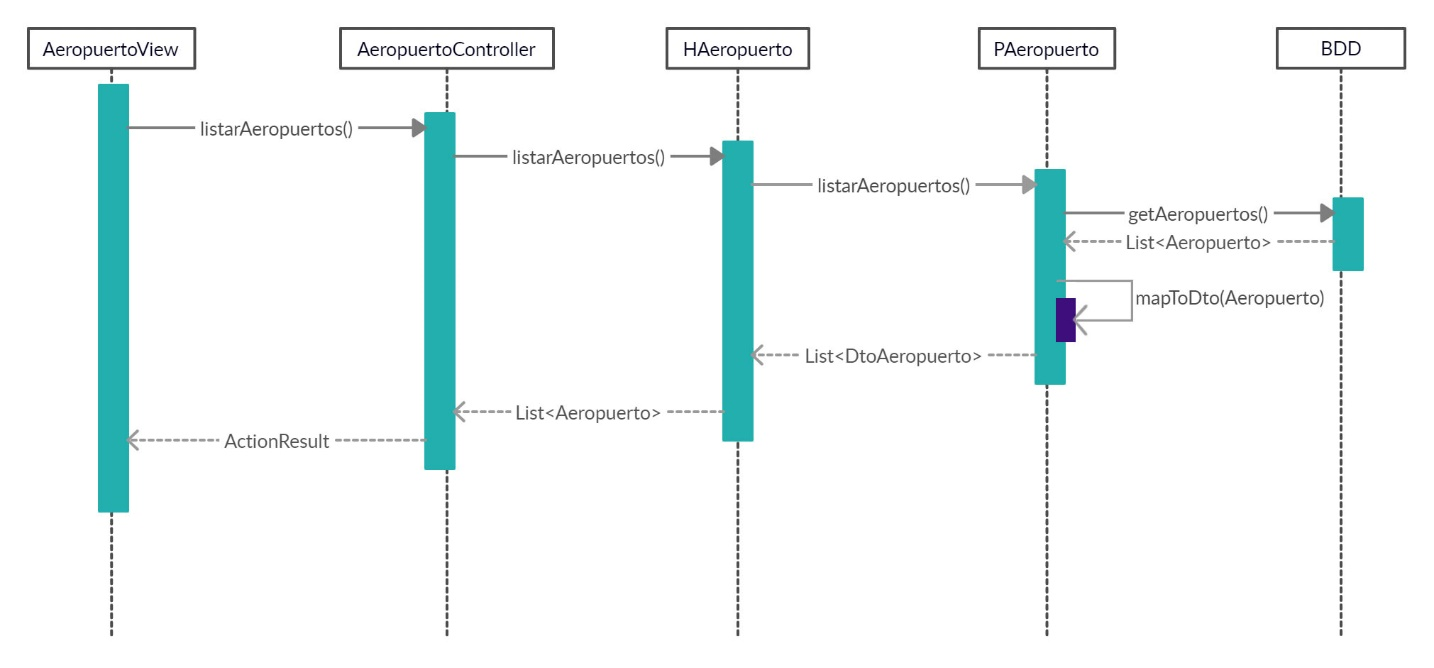 AeropuertoView
AeropuertoController
HAeropuerto
PAeropuerto
BDD
listarAeropuertos()
listarAeropuertos()
listarAeropuertos()
getAeropuertos()
List<Aeropuerto>
mapToDto(Aeropuerto)
List<DtoAeropuerto>
List<Aeropuerto>
ActionResult